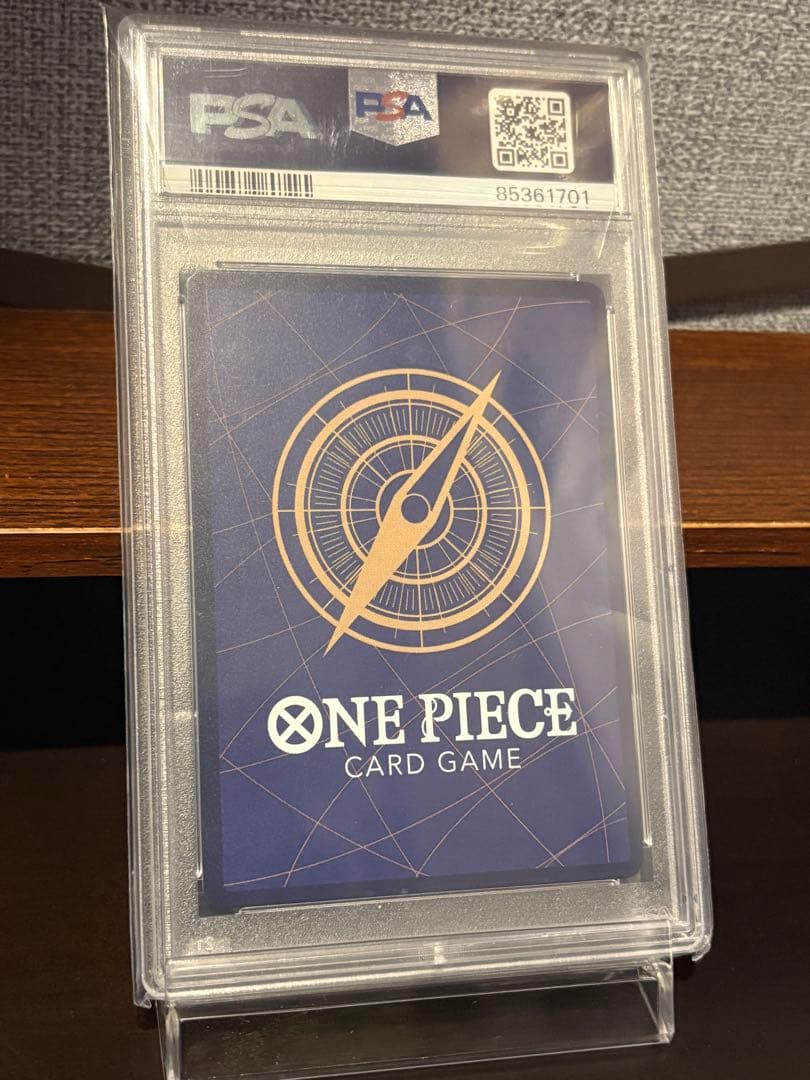 PSA PSA
85361701
ONE PIECE
CARD GAME